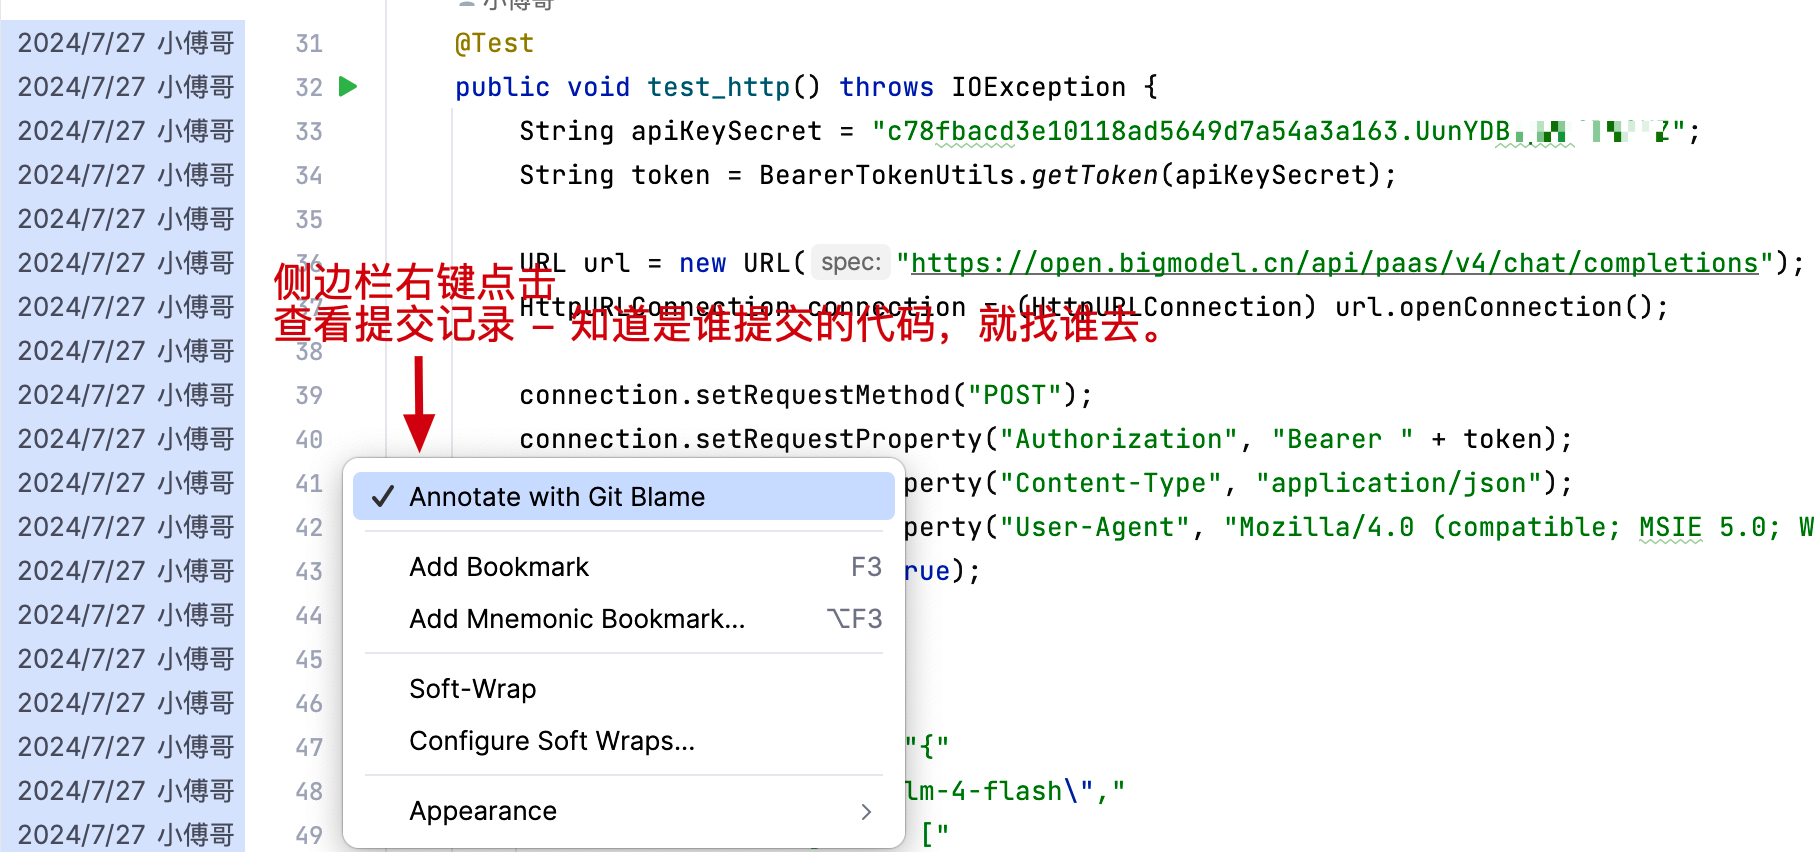 小傅哥
2024/7/27 小傅哥 31 @Test
2024/7/27 小傅哥 32 public void test_http() throws IOException {
2024/7/27 小傅哥 33 String apiKeySecret = "c78fbacd3e10118ad5649d7a54a3a163.UunYDB
2024/7/27 小傅哥 34 String token = BearerTokenUtils.getToken(apiKeySecret);
2024/7/27 小傅哥 35
2024/7/27 小傅哥 36 URL url = new URL( spec: "https://open.bigmodel.cn/api/paas/v4/chat/completions");
侧边栏右键点击
2024/7/27 小傅哥 37 HttpURLConnection connection = (HttpURLConnection) url.openConnection();
查看提交记录 - 知道是谁提交的代码，就找谁去。
2024/7/27 小傅哥 38
2024/7/27 小傅哥 39 connection.setRequestMethod("POST");
2024/7/27 小傅哥 40 connection.setRequestProperty("Authorization", "Bearer " + token);
2024/7/27 小傅哥 41 perty("Content-Type", "application/json");
✓ Annotate with Git Blame
2024/7/27 小傅哥 42 perty("User-Agent", "Mozilla/4.0 (compatible; MSIE 5.0; W
2024/7/27 小傅哥 43 rue);
Add Bookmark F3
2024/7/27 小傅哥 44
Add Mnemonic Bookmark... ⌥F3
2024/7/27 小傅哥 45
2024/7/27 小傅哥 46
Soft-Wrap
2024/7/27 小傅哥 47 "{"
Configure Soft Wraps...
2024/7/27 小傅哥 48 lm-4-flash\","
2024/7/27 小傅哥 49 ["
Appearance